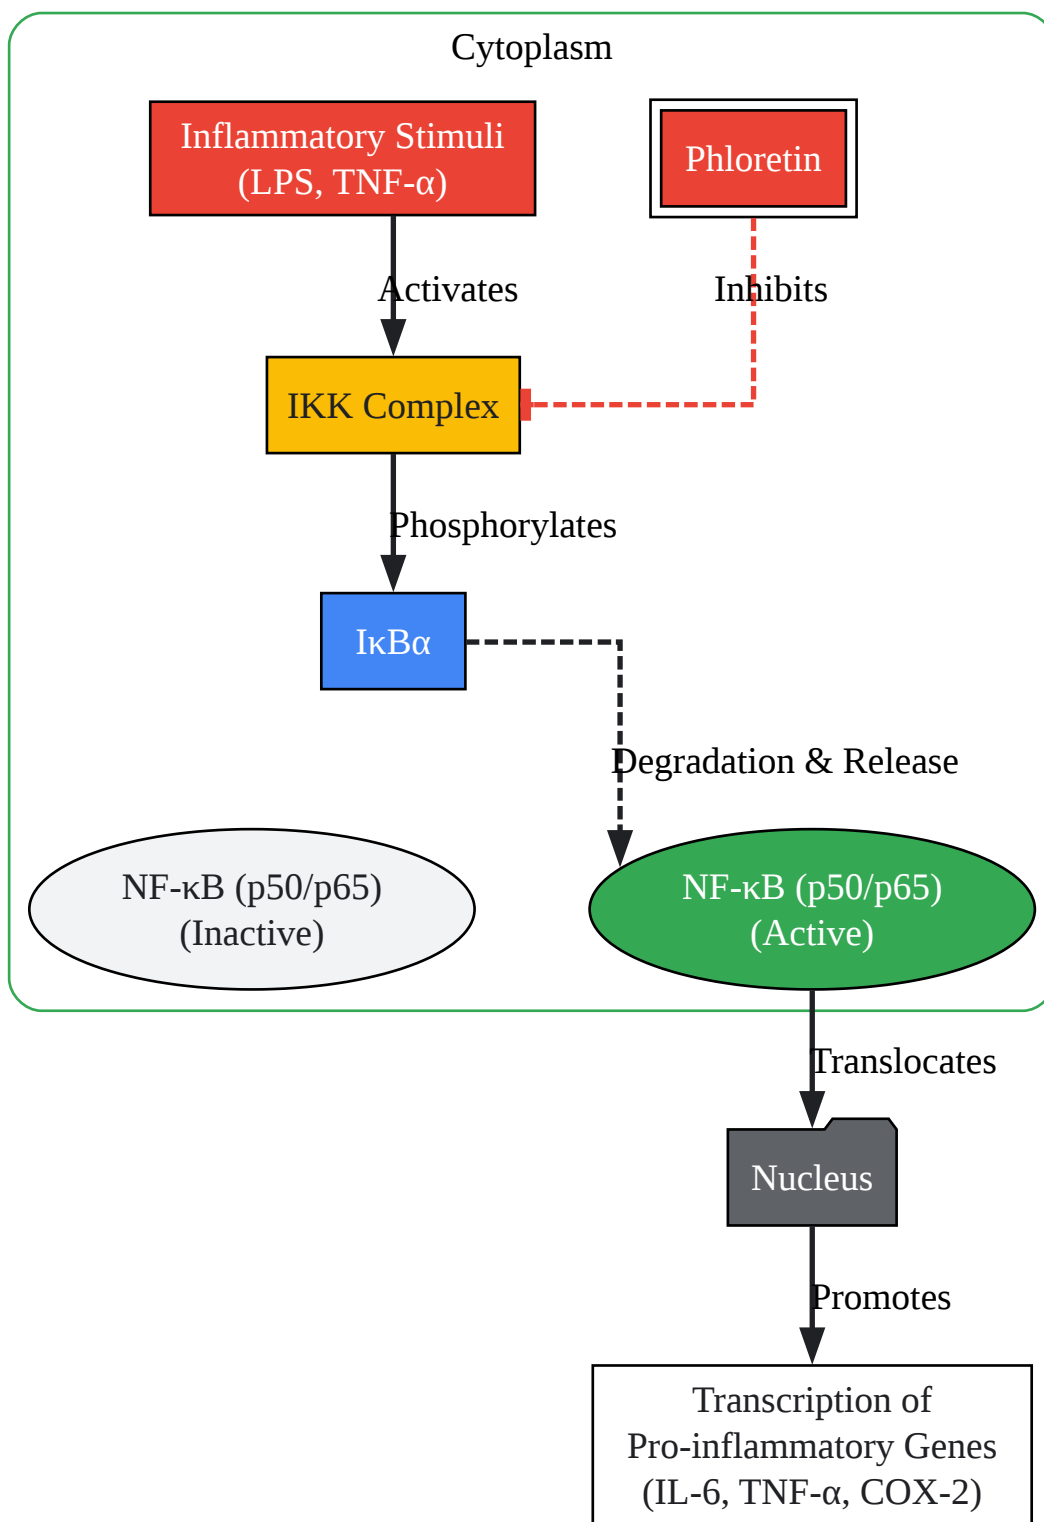 Cytoplasm
Inflammatory Stimuli
(LPS, TNF-α)
Phloretin
Activates
Inhibits
IKK Complex
Phosphorylates
IκBα
Degradation & Release
NF-κB (p50/p65)
(Inactive)
NF-κB (p50/p65)
(Active)
Translocates
Nucleus
Promotes
Transcription of
Pro-inflammatory Genes
(IL-6, TNF-α, COX-2)